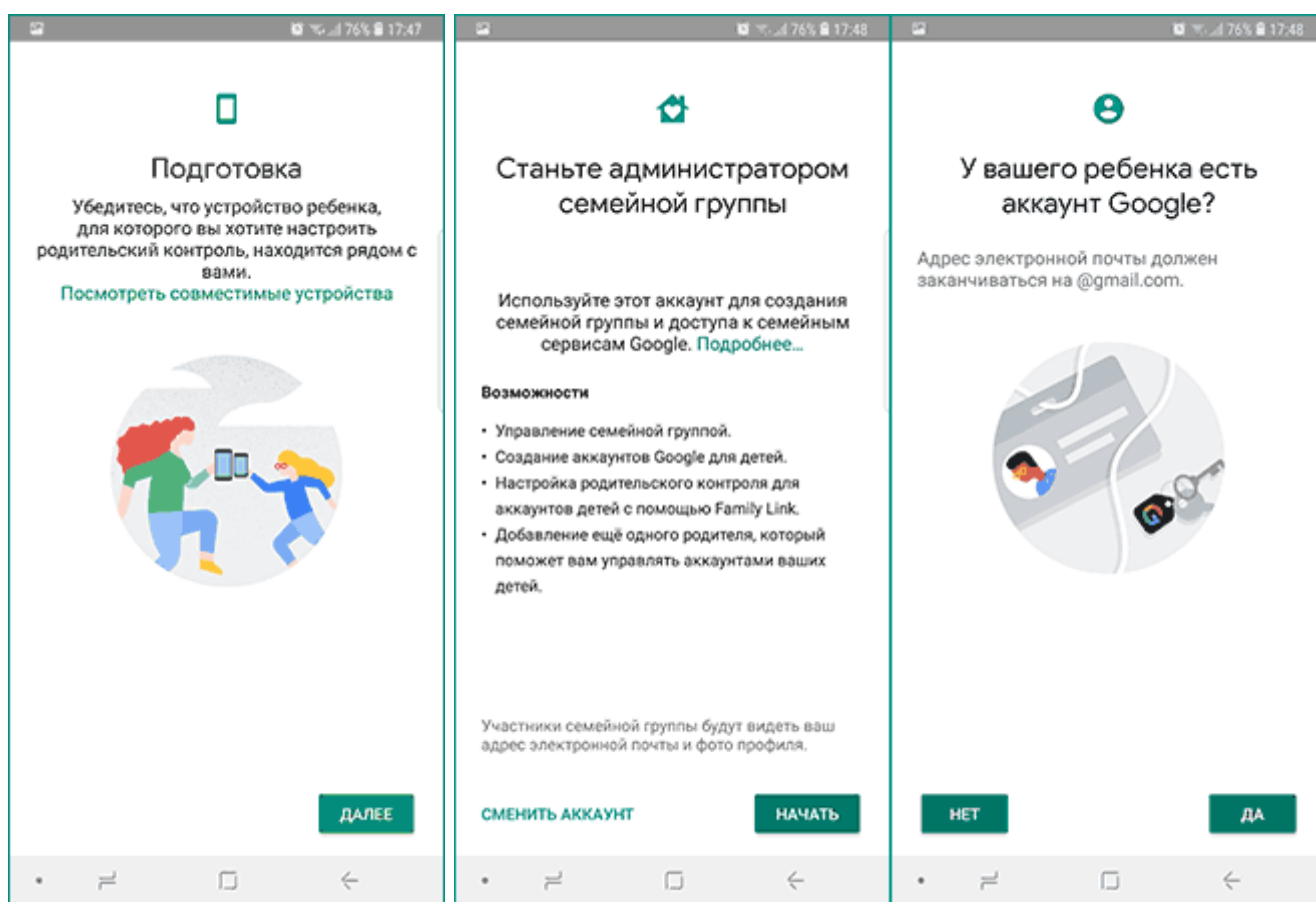 76% 17:47
Подготовка
Убедитесь, что устройство ребенка,
для которого вы хотите настроить
родительский контроль, находится рядом с
вами.
Посмотреть совместимые устройства
ДАЛЕЕ
76% 17:48
Станьте администратором
семейной группы
Используйте этот аккаунт для создания
семейной группы и доступа к семейным
сервисам Google. Подробнее...
Возможности
• Управление семейной группой.
• Создание аккаунтов Google для детей.
• Настройка родительского контроля для
аккаунтов детей с помощью Family Link.
• Добавление ещё одного родителя, который
поможет вам управлять аккаунтами ваших
детей.
Участники семейной группы будут видеть ваш
адрес электронной почты и фото профиля.
СМЕНИТЬ АККАУНТ
НАЧАТЬ
76% 17:48
У вашего ребенка есть
аккаунт Google?
Адрес электронной почты должен
заканчиваться на @gmail.com.
G
НЕТ
ДА